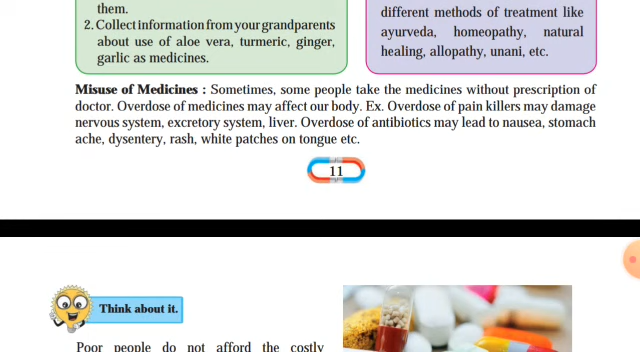 them.
2. Collect information from your grandparents
about use of aloe vera, turmeric, ginger,
garlic as medicines.
different methods of treatment like
ayurveda, homeopathy, natural
healing, allopathy, unani, etc.
Misuse of Medicines : Sometimes, some people take the medicines without prescription of
doctor. Overdose of medicines may affect our body. Ex. Overdose of pain killers may damage
nervous system, excretory system, liver. Overdose of antibiotics may lead to nausea, stomach
ache, dysentery, rash, white patches on tongue etc.
11
Think about it.
Poor people do not afford the costly